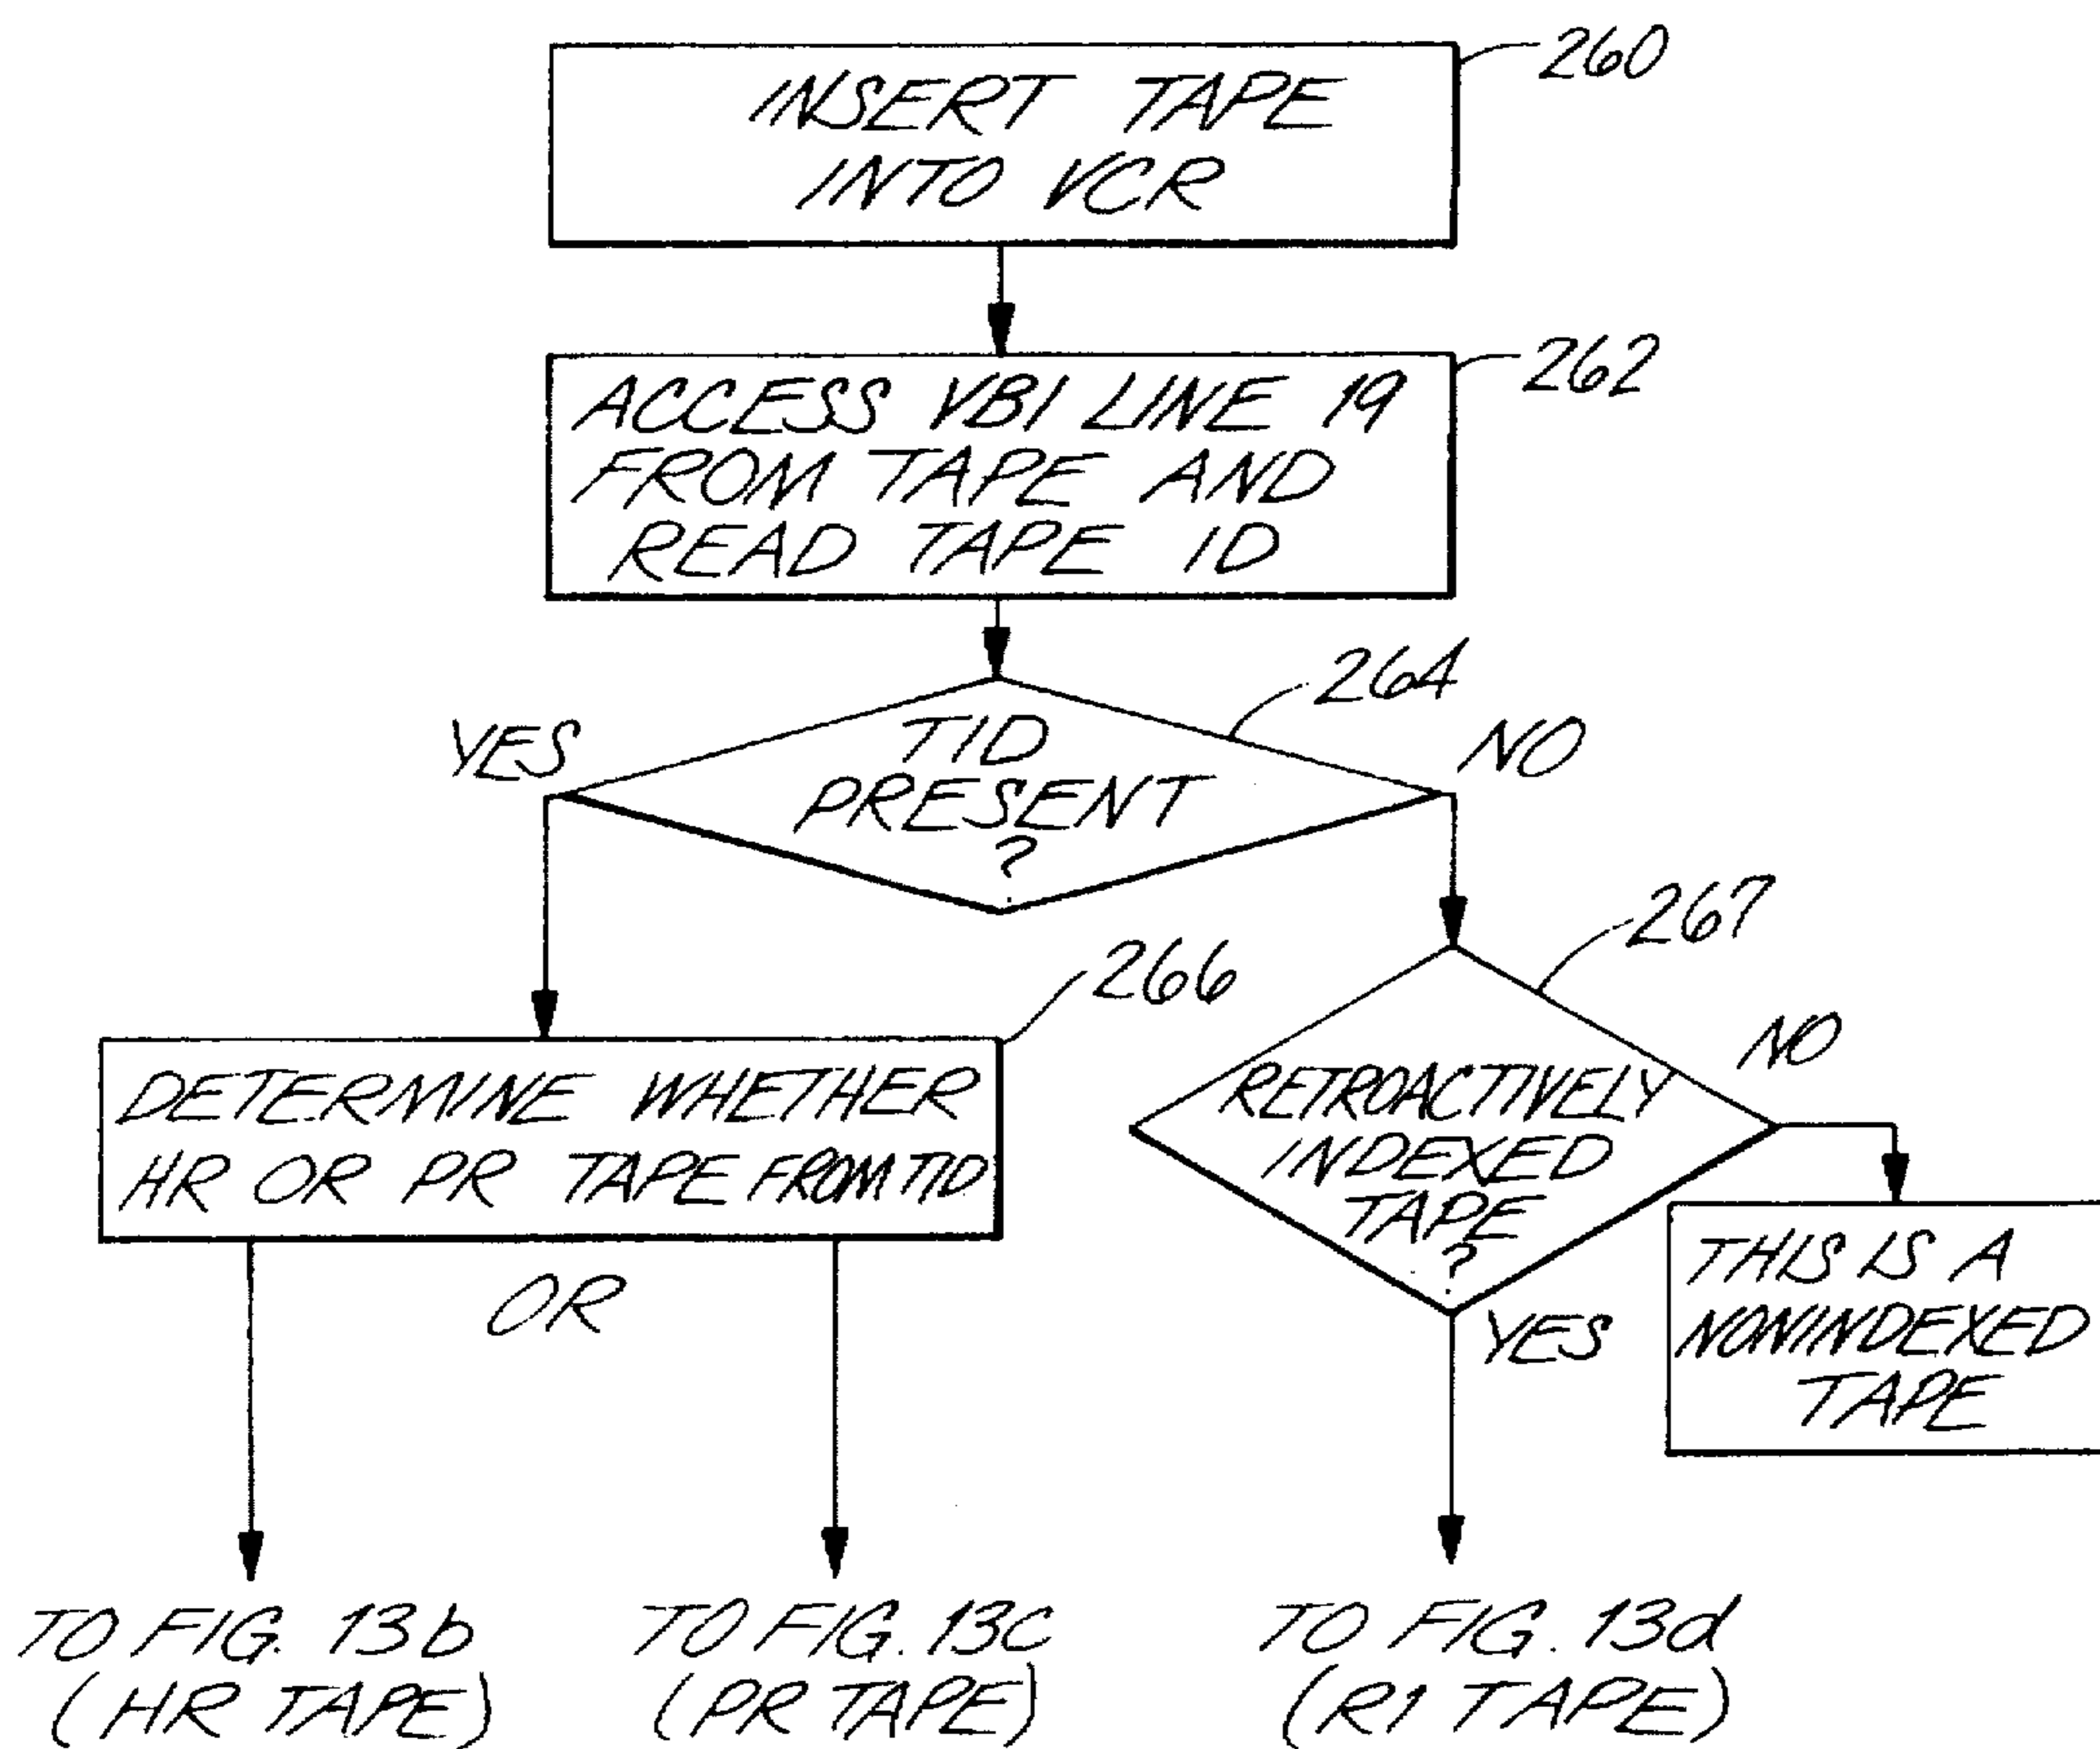 260
INSERT TAPE
INTO VCR
262
ACCESS VBI LINE 19
FROM TAPE AND
READ TAPE ID
264
YES
TID
PRESENT
?
NO
267
266
NO
DETERMINE WHETHER
HR OR PR TAPE FROM TID
RETROACTIVELY
INDEXED
TAPE
?
OR
YES
THIS IS A
NONINDEXED
TAPE
TO FIG. 13b
(HR TAPE)
TO FIG. 13c
(PR TAPE)
TO FIG. 13d
(RI TAPE)